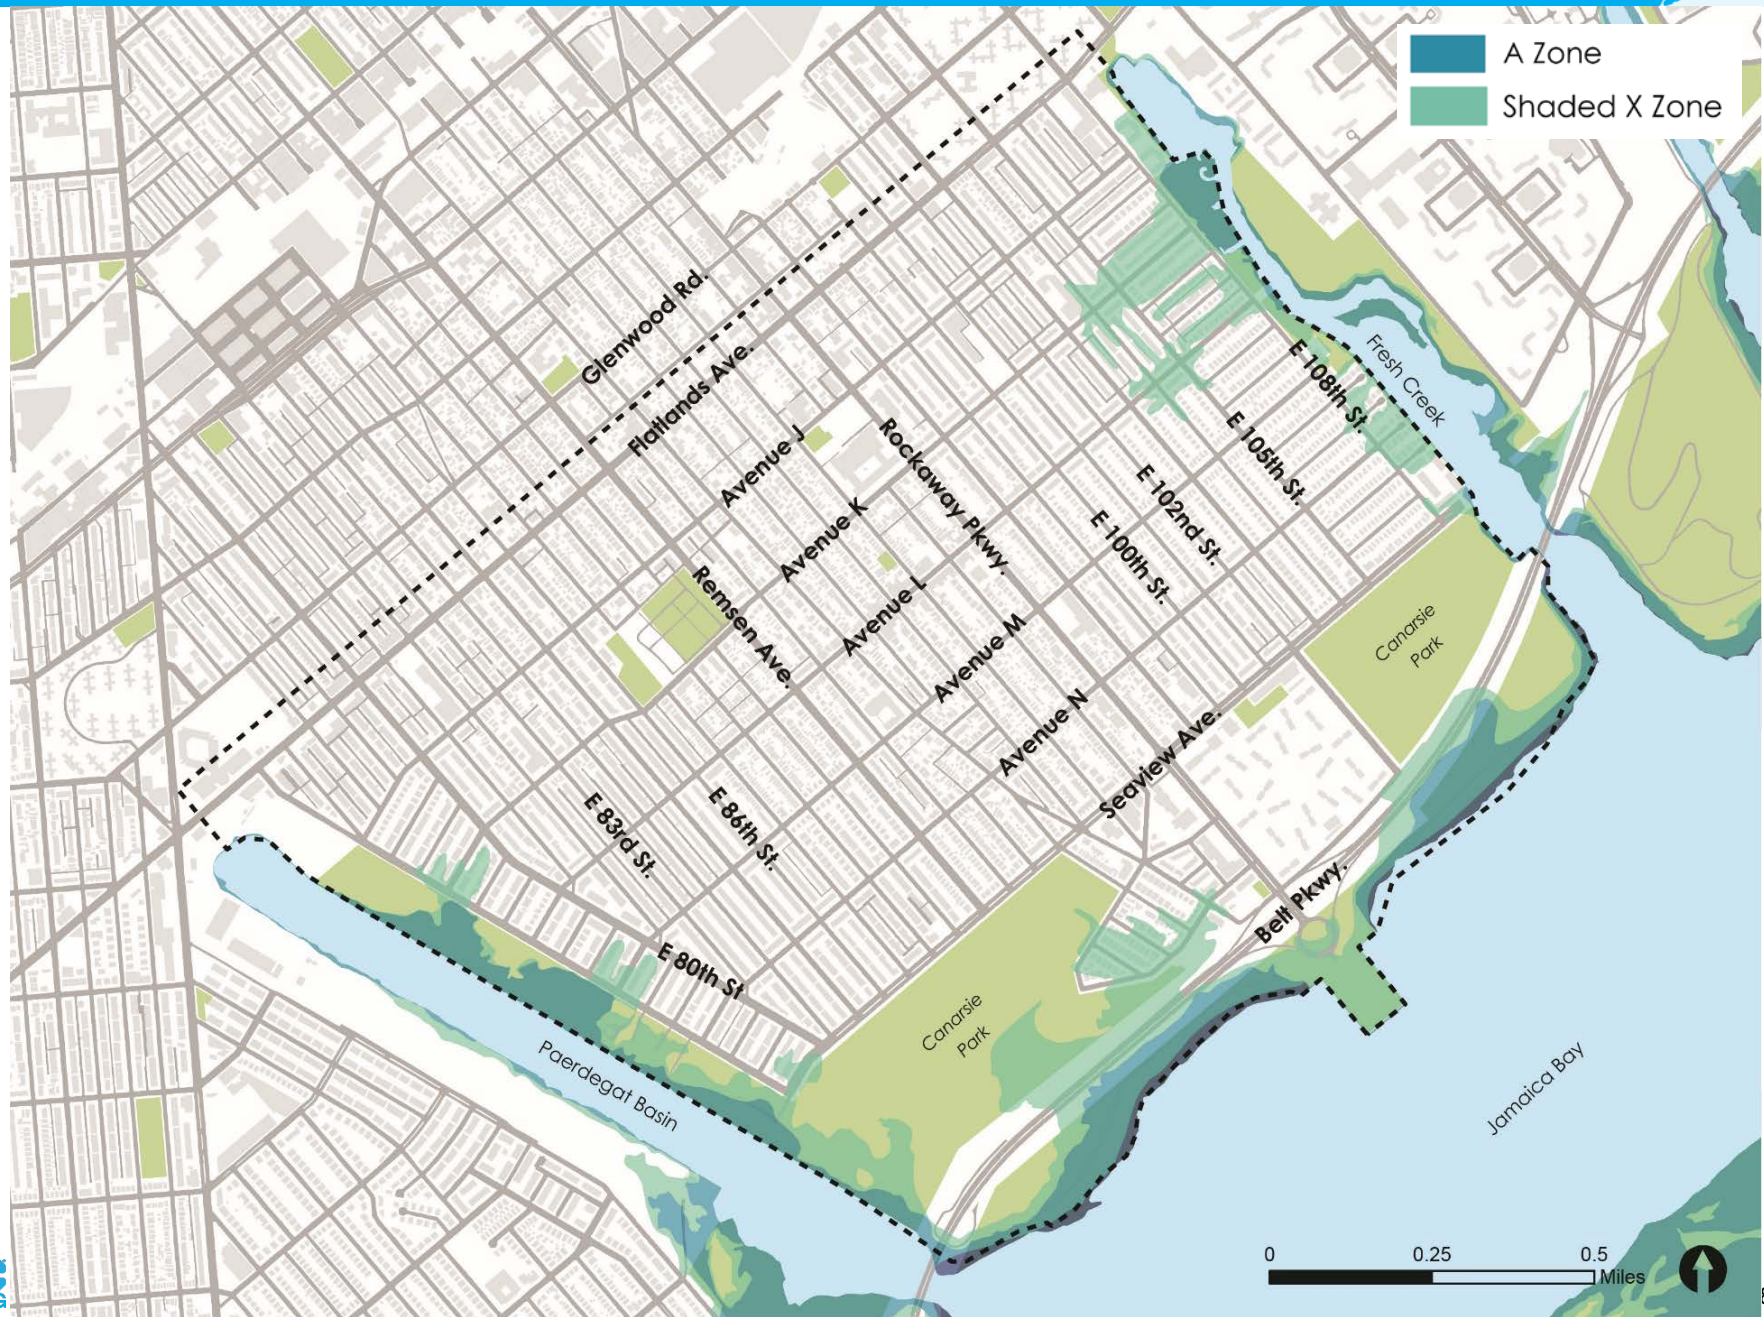 A Zone
Shaded X Zone
Glenwood Rd.
Flatlands Ave.
Avenue J
Avenue K
Avenue L
Avenue M
Avenue N
Seaview Ave.
Belt Pkwy.
Rockaway Pkwy.
Remsen Ave.
E 108th St.
E 105th St.
E 102nd St.
E 100th St.
E 86th St.
E 83rd St.
E 80th St
Fresh Creek
Canarsie
Park
Canarsie
Park
Paerdegat Basin
Jamaica Bay
0 0.25 0.5
Miles